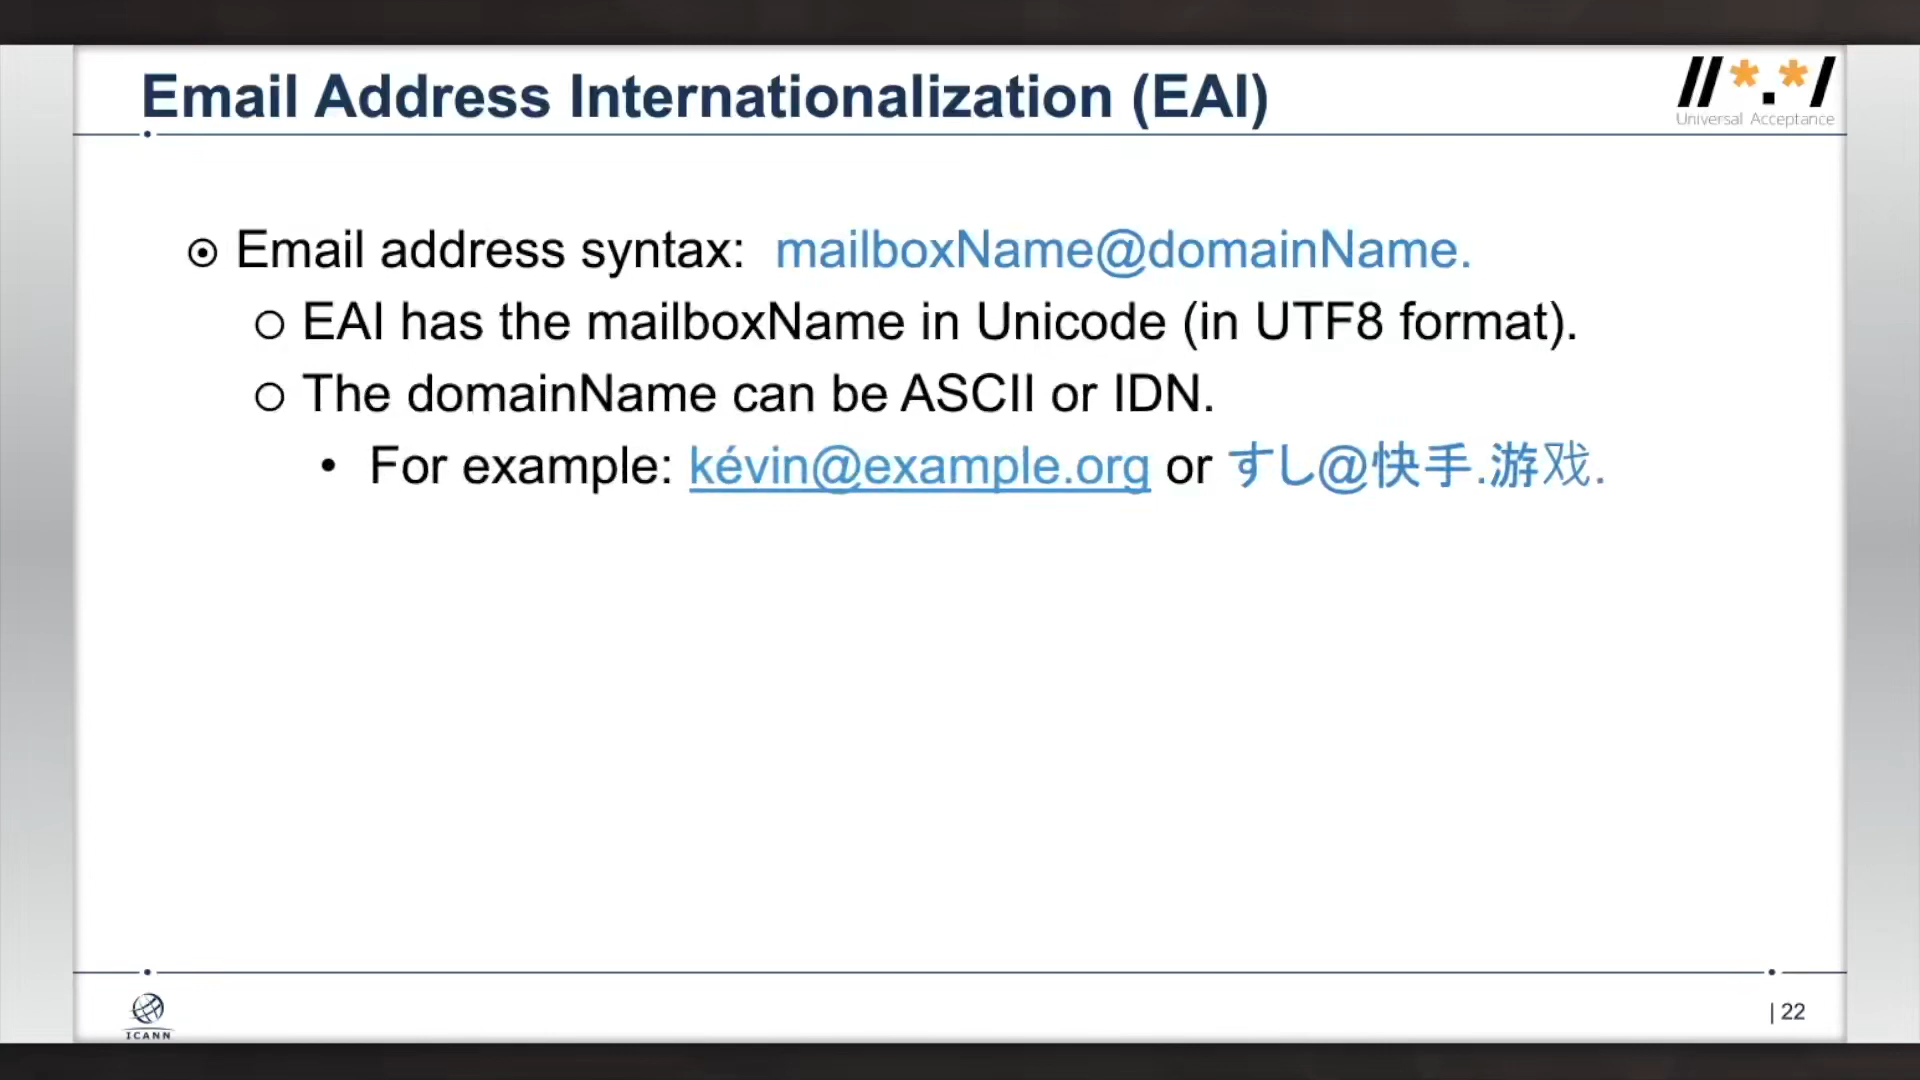 Email Address Internationalization (EAI)
//*.*/
Universal Acceptance
Email address syntax: mailboxName@domainName.
EAI has the mailboxName in Unicode (in UTF8 format).
The domainName can be ASCII or IDN.
• For example: kévin@example.org or すし@快手.游戏.
ICANN
| 22